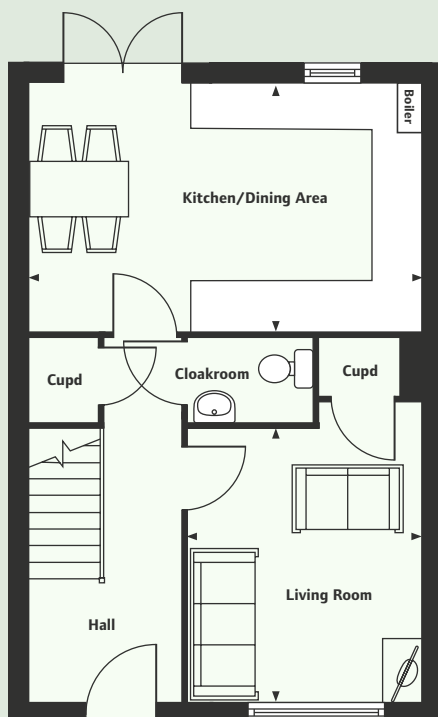 Boiler
Kitchen/Dining Area
Cupd
Cloakroom
Cupd
Living Room
Hall